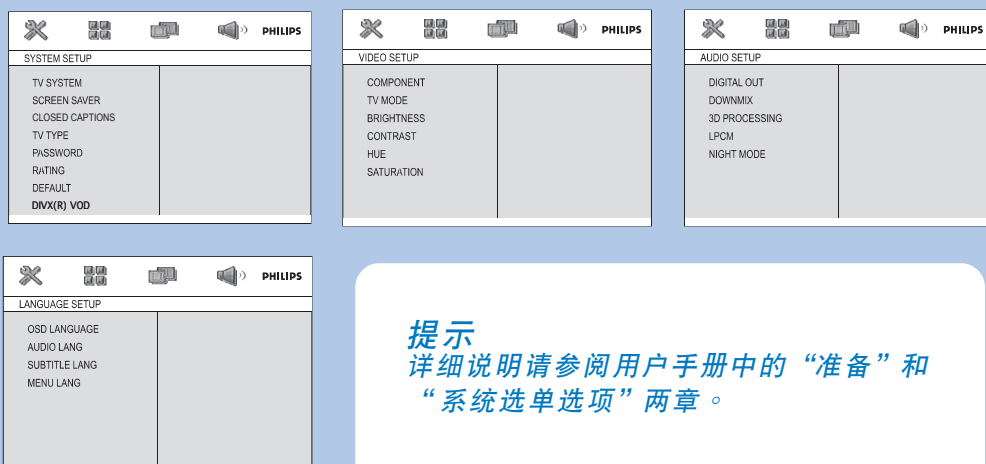 PHILIPS
SYSTEM SETUP
TV SYSTEM
SCREEN SAVER
CLOSED CAPTIONS
TV TYPE
PASSWORD
RATING
DEFAULT
DIVX(R) VOD
PHILIPS
VIDEO SETUP
COMPONENT
TV MODE
BRIGHTNESS
CONTRAST
HUE
SATURATION
PHILIPS
AUDIO SETUP
DIGITAL OUT
DOWNMIX
3D PROCESSING
LPCM
NIGHT MODE
PHILIPS
LANGUAGE SETUP
OSD LANGUAGE
AUDIO LANG
SUBTITLE LANG
MENU LANG
提示
详细说明请参阅用户手册中的“准备”和
“系统选单选项”两章。